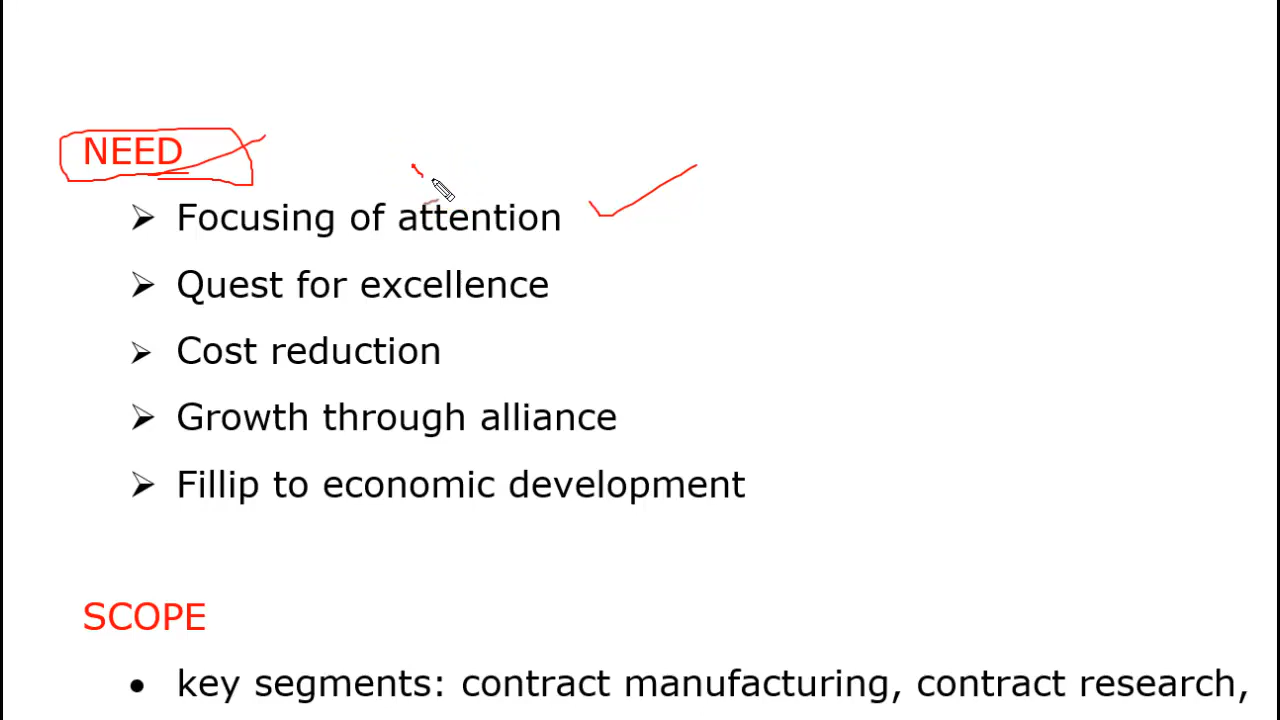 NEED
Focusing of attention
Quest for excellence
Cost reduction
Growth through alliance
Fillip to economic development
SCOPE
key segments: contract manufacturing, contract research,